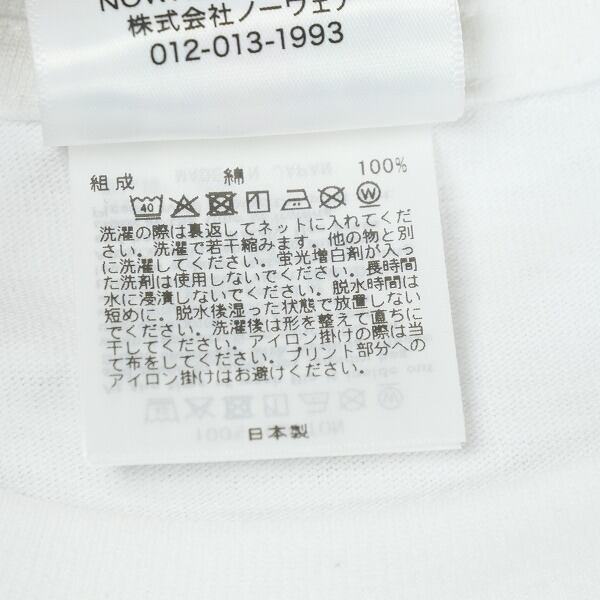 株式会社ノーウェア
012-013-1993
組成 綿 100%
40 W
洗濯の際は裏返してネットに入れてくだ
さい。洗濯で若干縮みます。他の物と別
に洗濯してください。蛍光増白剤が入っ
た洗剤は使用しないでください。長時間
水に浸漬しないでください。脱水時間は
短めに。脱水後湿った状態で放置しない
でください。洗濯後は形を整えて直ちに
干してください。アイロン掛けの際は当
て布をしてください。プリント部分への
アイロン掛けはお避けください。
日本製